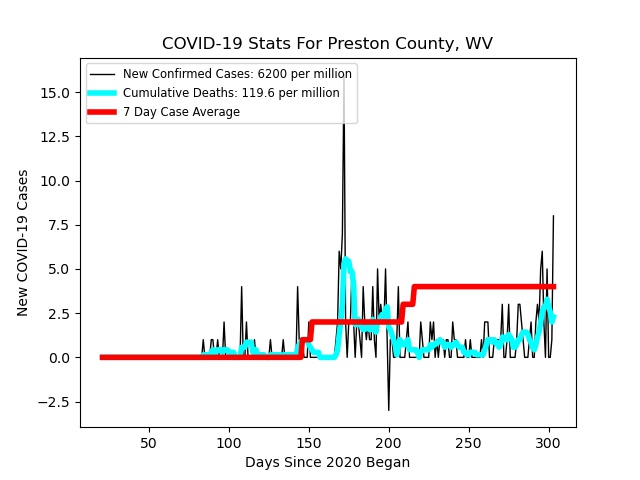 COVID-19 Stats For Preston County, WV
New Confirmed Cases: 6200 per million
Cumulative Deaths: 119.6 per million
7 Day Case Average
15.0
12.5
10.0
7.5
5.0
2.5
0.0
−2.5
New COVID-19 Cases
50 100 150 200 250 300
Days Since 2020 Began